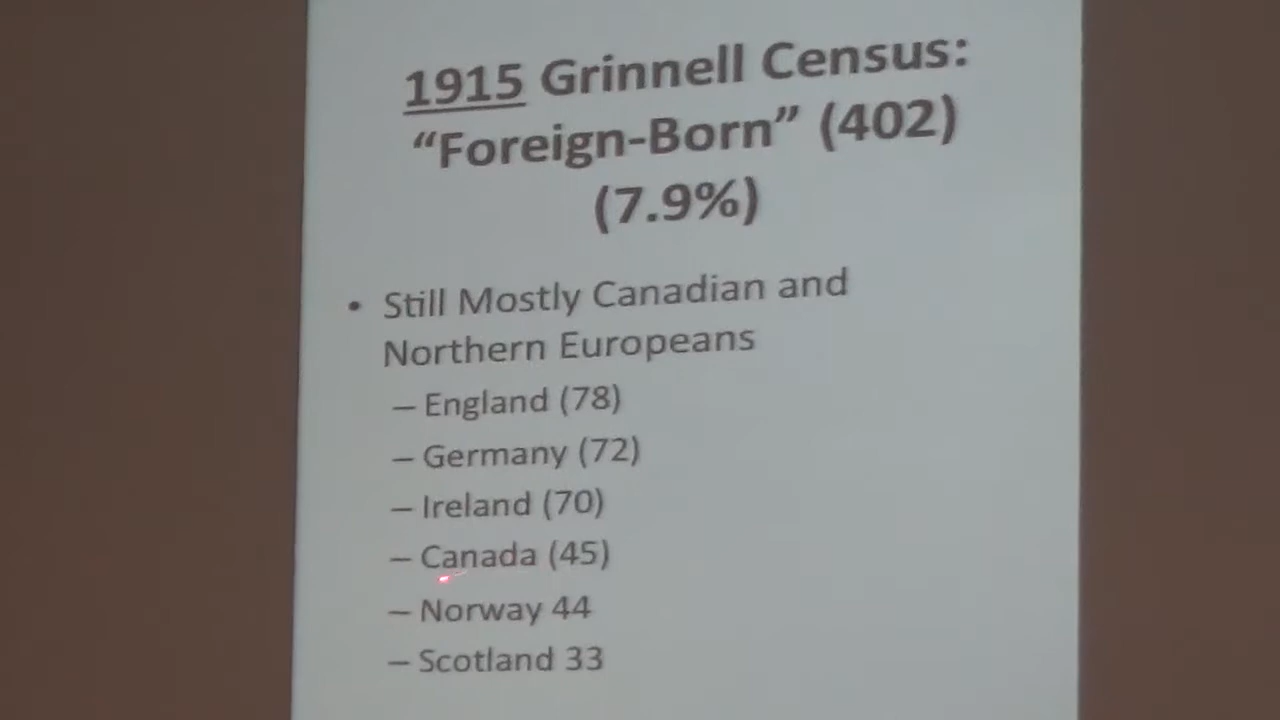 1915 Grinnell Census:
“Foreign-Born” (402)
(7.9%)
• Still Mostly Canadian and
Northern Europeans
– England (78)
– Germany (72)
– Ireland (70)
– Canada (45)
– Norway 44
– Scotland 33